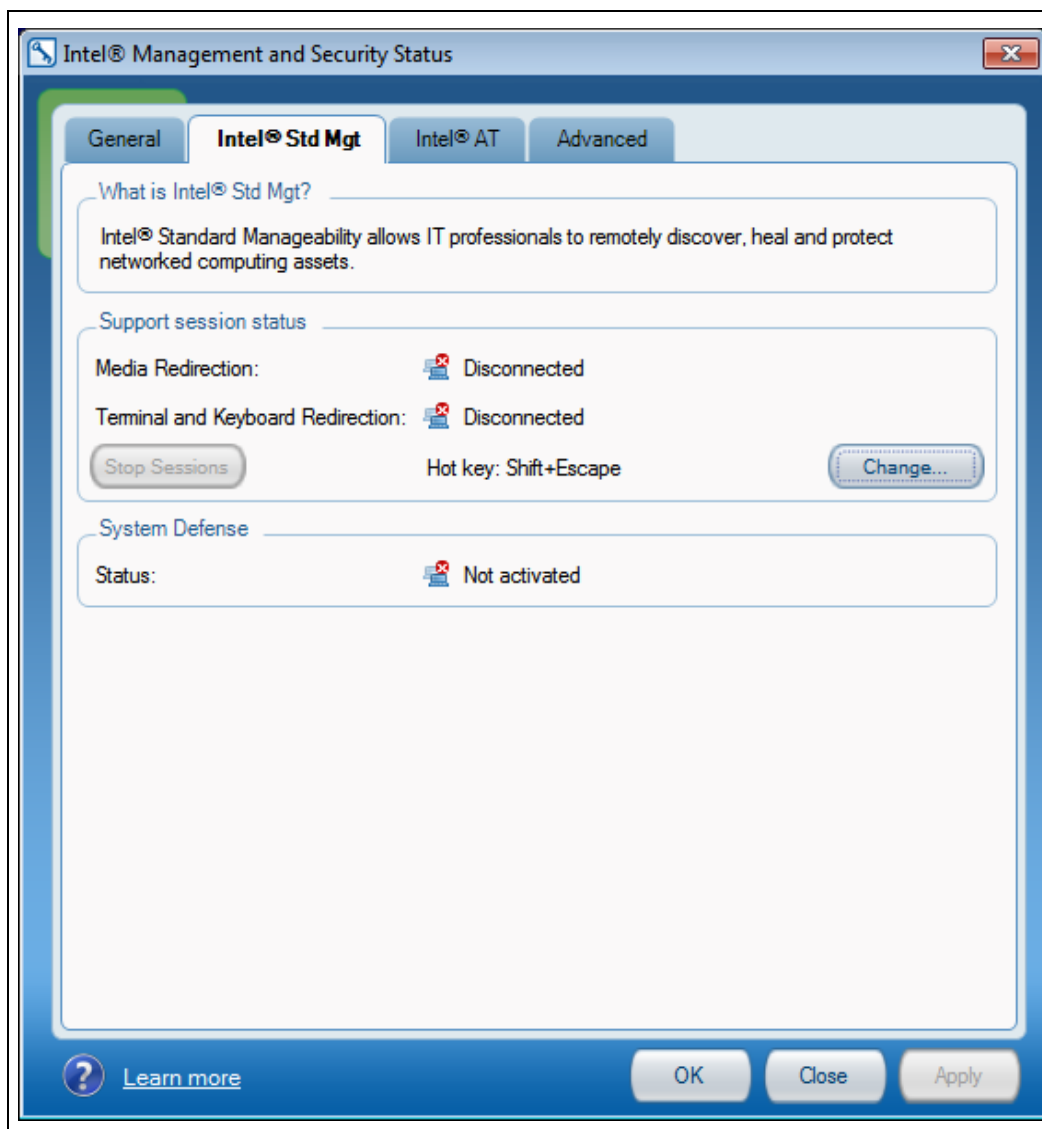 Intel® Management and Security Status
General Intel® Std Mgt Intel® AT Advanced
What is Intel® Std Mgt?
Intel® Standard Manageability allows IT professionals to remotely discover, heal and protect
networked computing assets.
Support session status
Media Redirection: Disconnected
Terminal and Keyboard Redirection: Disconnected
Stop Sessions Hot key: Shift+Escape Change...
System Defense
Status: Not activated
? Learn more OK Close Apply